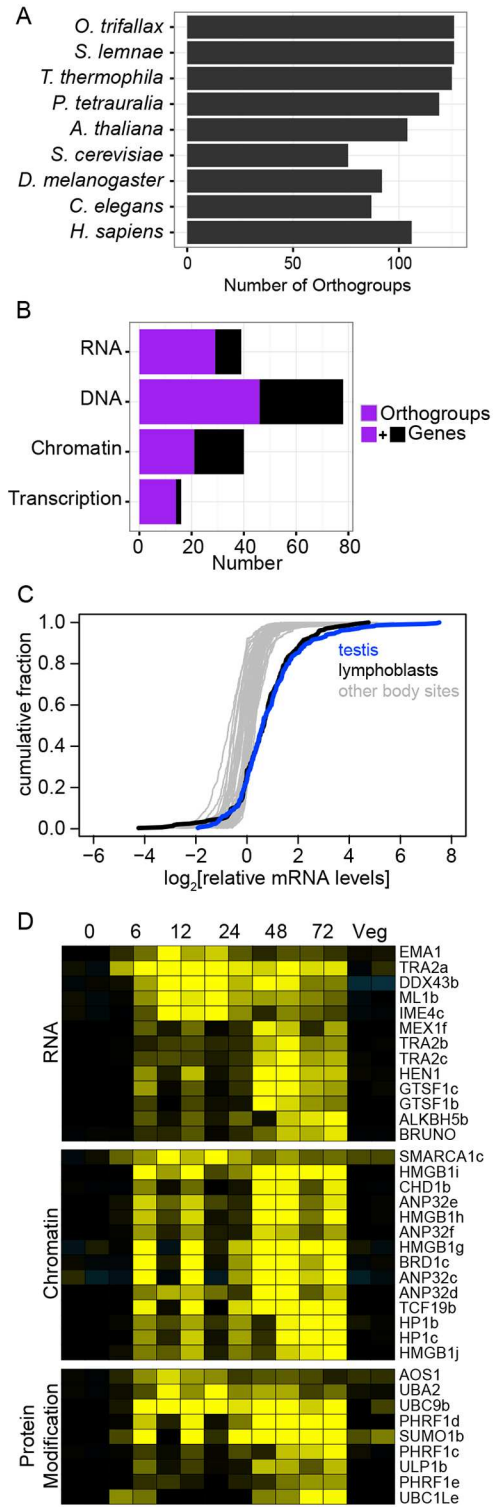 A
O. trifallax
S. lemnae
T. thermophila
P. tetrauralia
A. thaliana
S. cerevisiae
D. melanogaster
C. elegans
H. sapiens
0 50 100
Number of Orthogroups
B
RNA
DNA
Chromatin
Transcription
0 20 40 60 80
Number
Orthogroups
+ Genes
C
1.0
0.8
0.6
0.4
0.2
0.0
cumulative fraction
testis
lymphoblasts
other body sites
−6 −4 −2 0 2 4 6 8
log2[relative mRNA levels]
D
0 6 12 24 48 72 Veg
RNA
EMA1
TRA2a
DDX43b
ML1b
IME4c
MEX1f
TRA2b
TRA2c
HEN1
GTSF1c
GTSF1b
ALKBH5b
BRUNO
Chromatin
SMARCA1c
HMGB1i
CHD1b
ANP32e
HMGB1h
ANP32f
HMGB1g
BRD1c
ANP32c
ANP32d
TCF19b
HP1b
HP1c
HMGB1j
Protein
Modification
AOS1
UBA2
UBC9b
PHRF1d
SUMO1b
PHRF1c
ULP1b
PHRF1e
UBC1Le